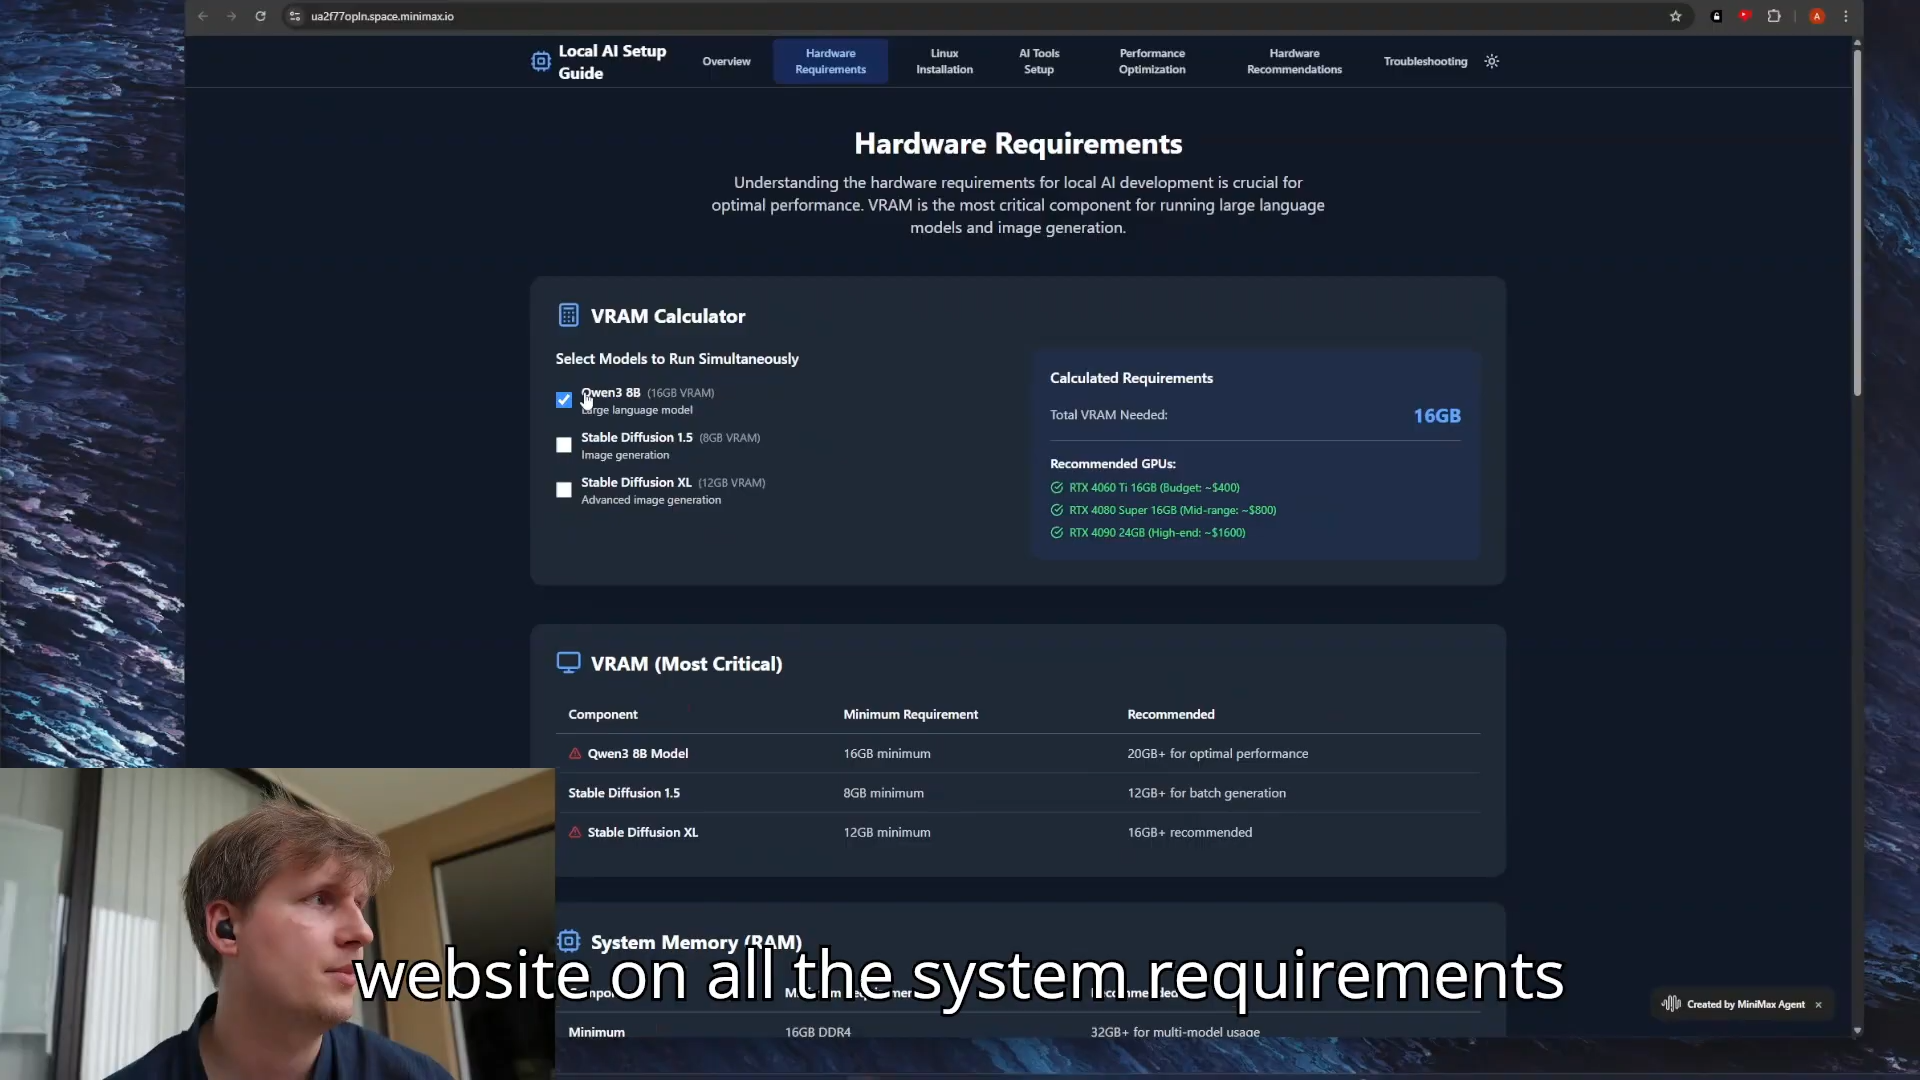 ua2f77opln.space.minimax.io
A
Local AI Setup
Guide
Overview
Hardware
Requirements
Linux
Installation
AI Tools
Setup
Performance
Optimization
Hardware
Recommendations
Troubleshooting
Hardware Requirements
Understanding the hardware requirements for local AI development is crucial for
optimal performance. VRAM is the most critical component for running large language
models and image generation.
VRAM Calculator
Select Models to Run Simultaneously
Qwen3 8B (16GB VRAM)
Large language model
Stable Diffusion 1.5 (8GB VRAM)
Image generation
Stable Diffusion XL (12GB VRAM)
Advanced image generation
Calculated Requirements
Total VRAM Needed: 16GB
Recommended GPUs:
RTX 4060 Ti 16GB (Budget: ~$400)
RTX 4080 Super 16GB (Mid-range: ~$800)
RTX 4090 24GB (High-end: ~$1600)
VRAM (Most Critical)
Component Minimum Requirement Recommended
Qwen3 8B Model 16GB minimum 20GB+ for optimal performance
Stable Diffusion 1.5 8GB minimum 12GB+ for batch generation
Stable Diffusion XL 12GB minimum 16GB+ recommended
System Memory (RAM)
website on all the system requirements
Minimum 16GB DDR4 32GB+ for multi-model usage
Created by MiniMax Agent